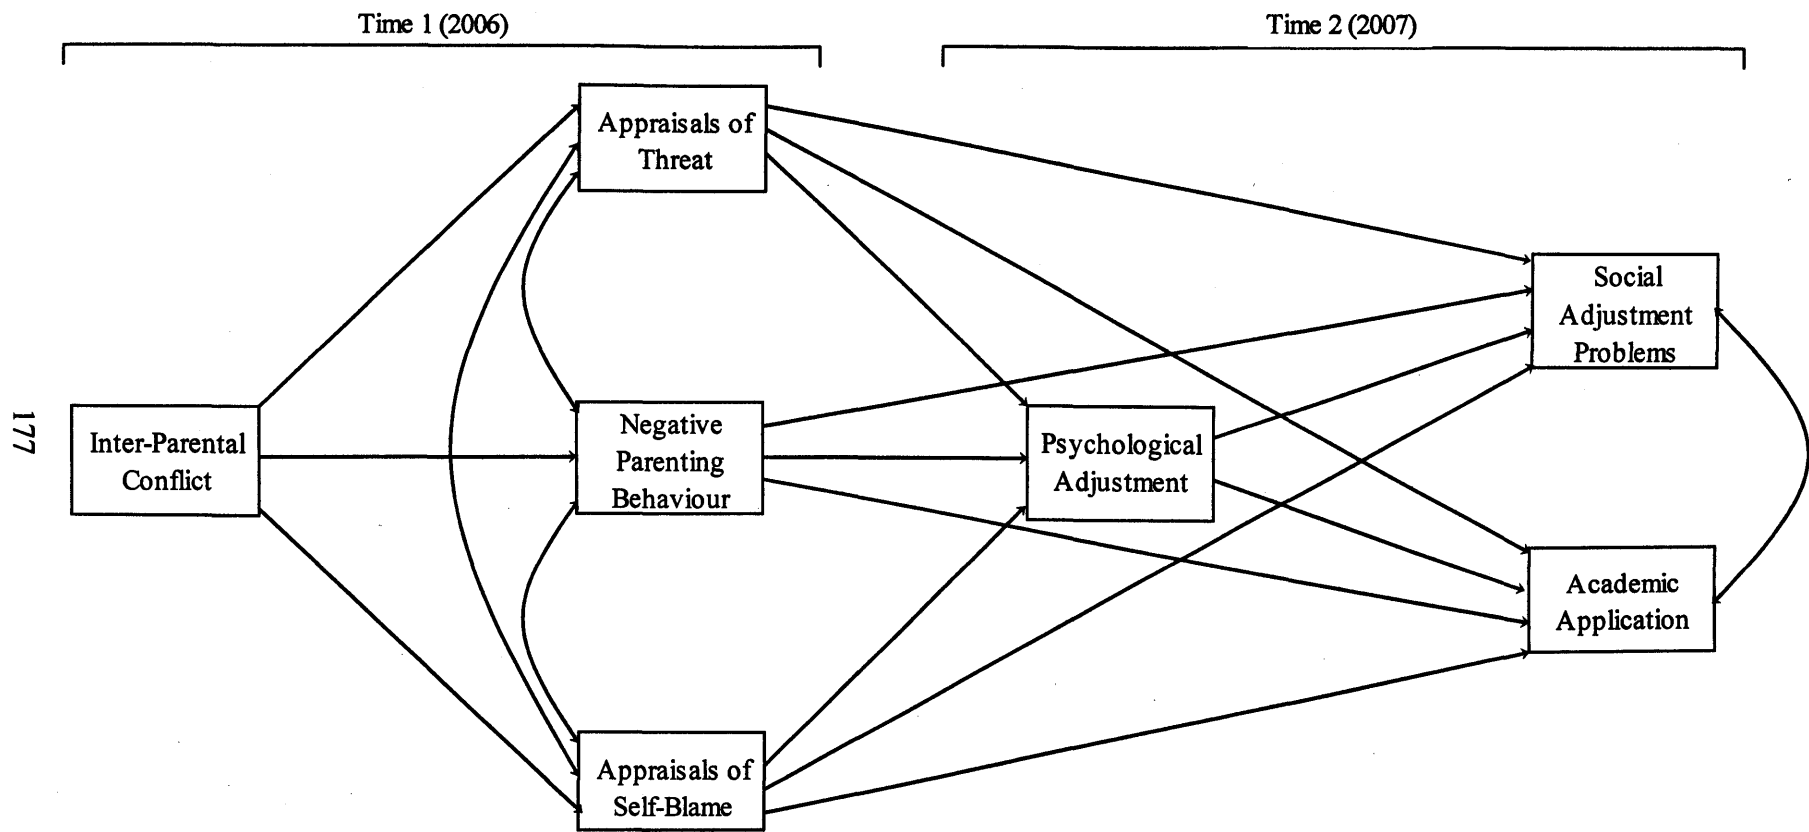 Time 1 (2006)
Time 2 (2007)
Appraisals of
Threat
Social
Adjustment
Problems
Inter-Parental
Conflict
Negative
Parenting
Behaviour
Psychological
Adjustment
Academic
Application
Appraisals of
Self-Blame
177